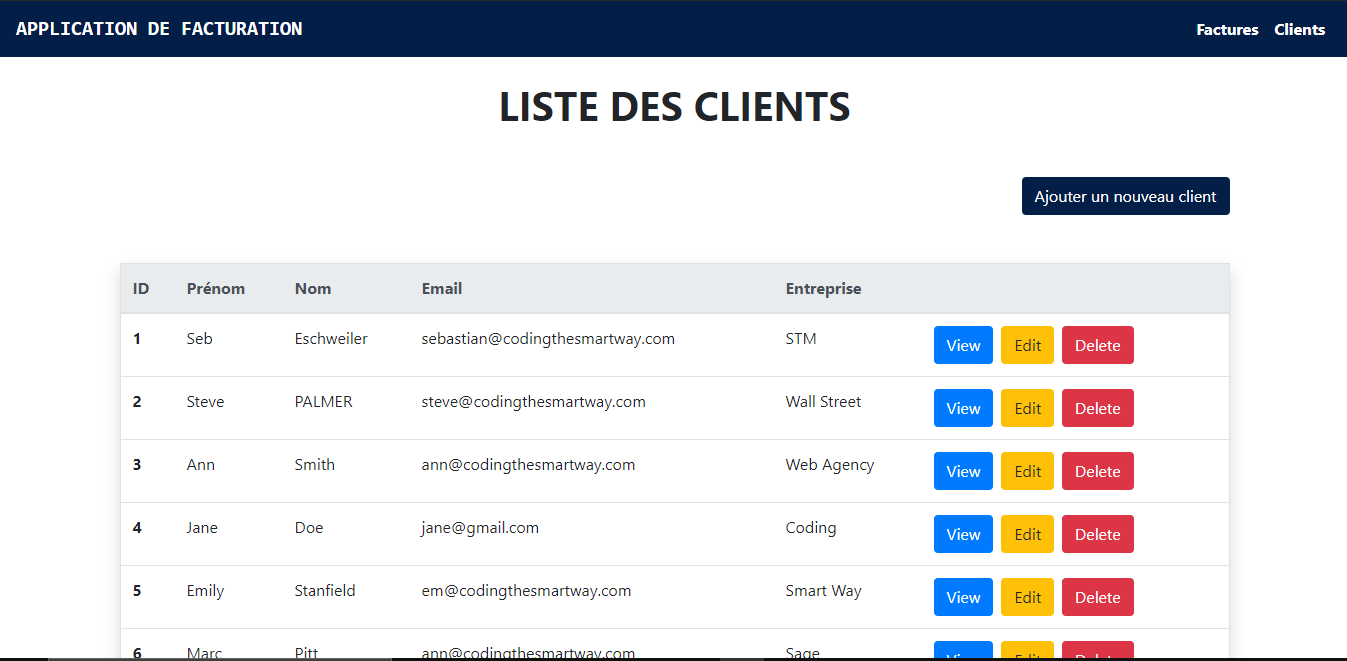 APPLICATION DE FACTURATION Factures Clients
LISTE DES CLIENTS
Ajouter un nouveau client
ID Prénom Nom Email Entreprise
1 Seb Eschweiler sebastian@codingthesmartway.com STM View Edit Delete
2 Steve PALMER steve@codingthesmartway.com Wall Street View Edit Delete
3 Ann Smith ann@codingthesmartway.com Web Agency View Edit Delete
4 Jane Doe jane@gmail.com Coding View Edit Delete
5 Emily Stanfield em@codingthesmartway.com Smart Way View Edit Delete
6 Marc Pitt ann@codingthesmartway.com Sage View Edit Delete